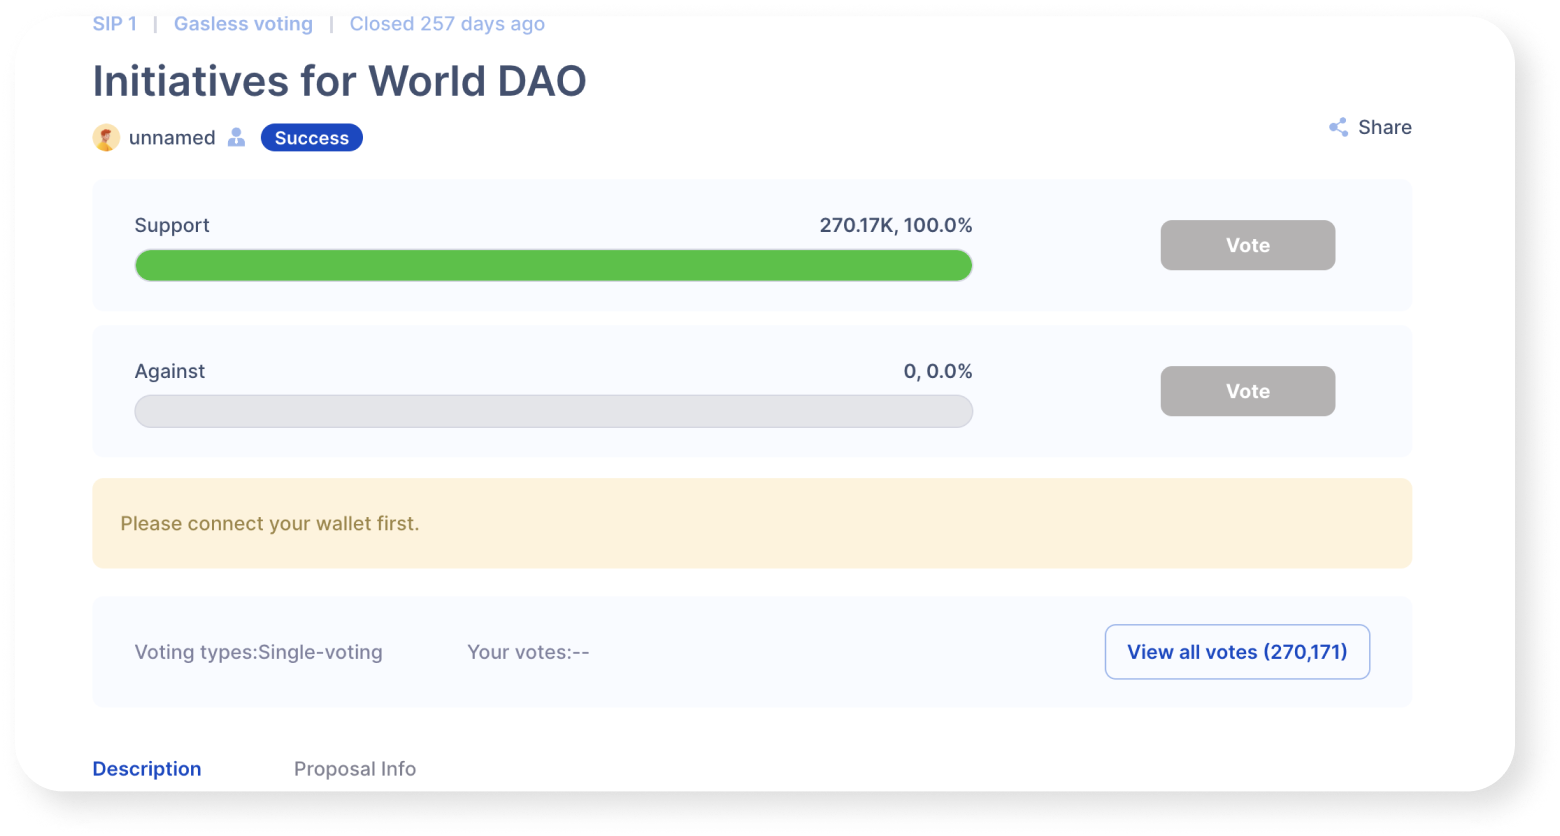 SIP 1 | Gasless voting | Closed 257 days ago
Initiatives for World DAO
unnamed Success
Share
Support 270.17K, 100.0%
Vote
Against 0, 0.0%
Vote
Please connect your wallet first.
Voting types:Single-voting Your votes:-- View all votes (270,171)
Description Proposal Info